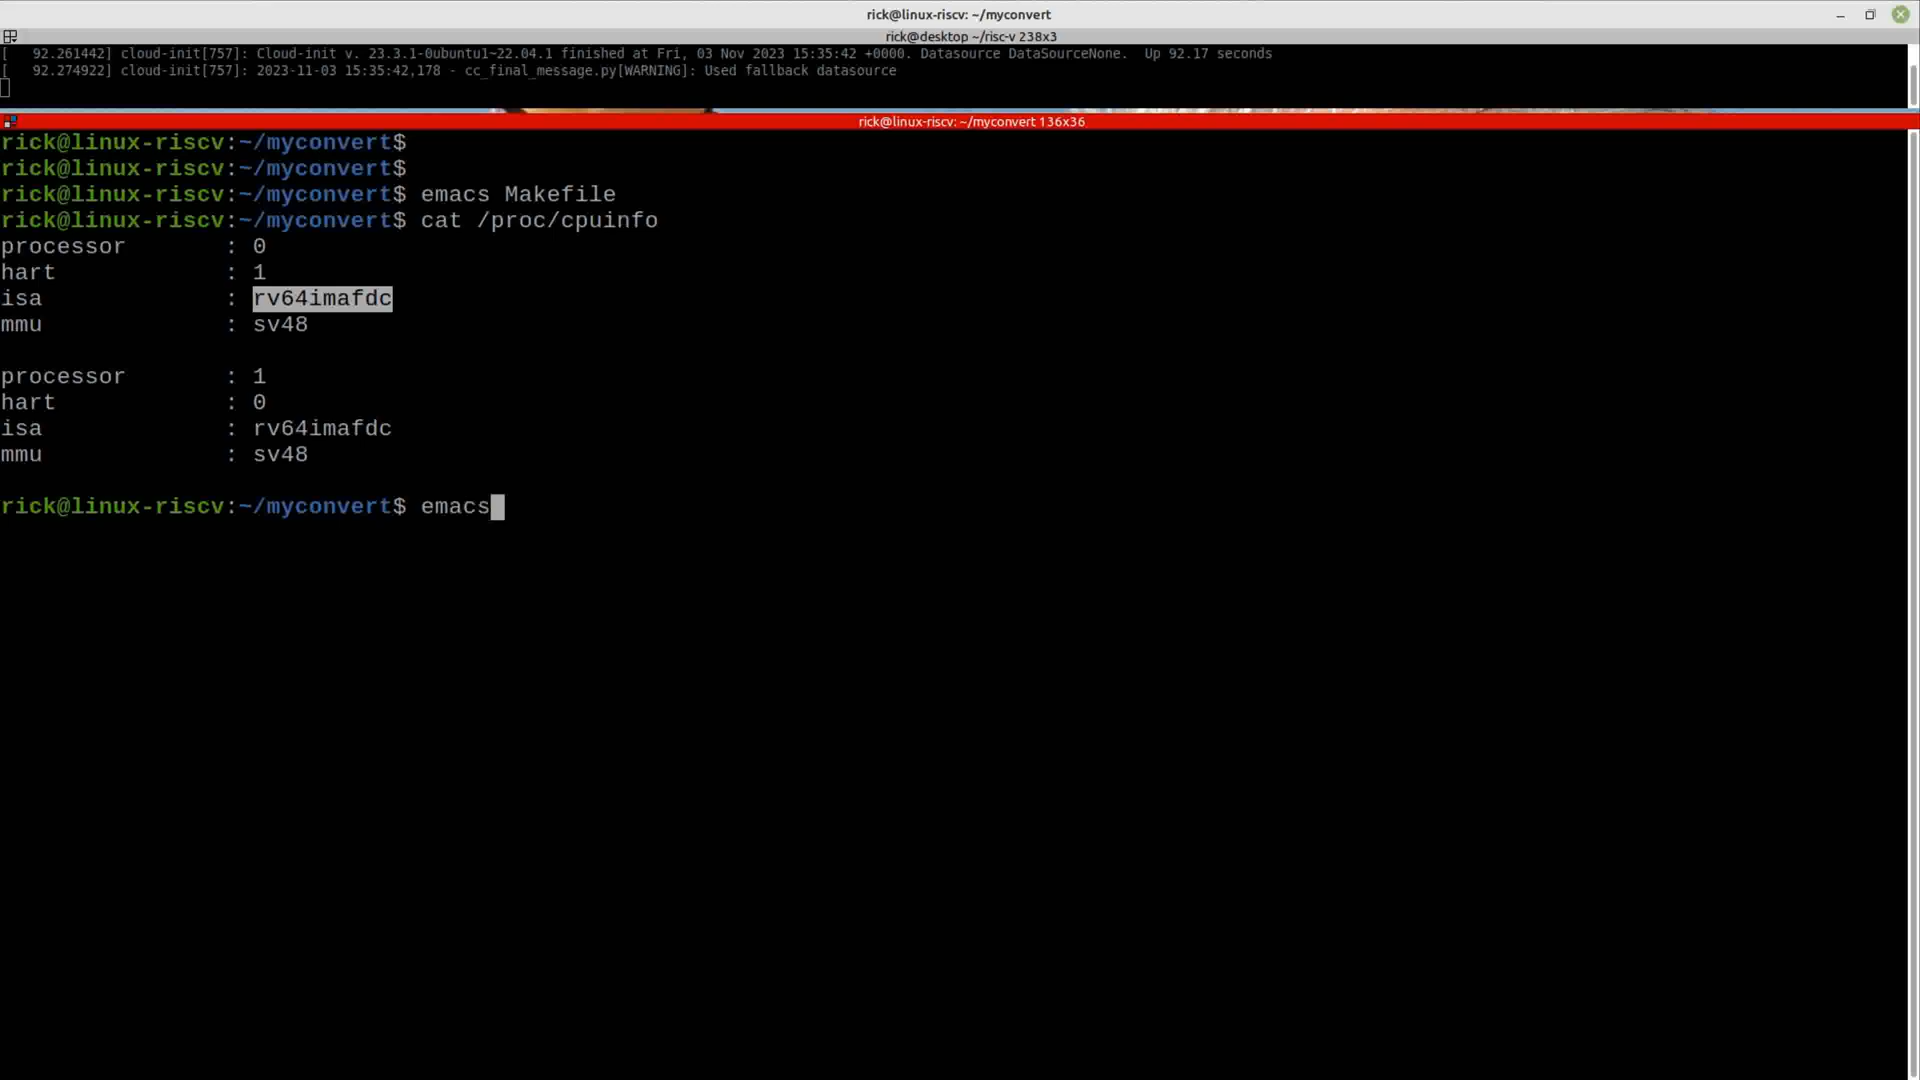 rick@linux-riscv: ~/myconvert
rick@desktop ~/risc-v 238x3
[   92.261442] cloud-init[757]: Cloud-init v. 23.3.1-0ubuntu1~22.04.1 finished at Fri, 03 Nov 2023 15:35:42 +0000. Datasource DataSourceNone.  Up 92.17 seconds
[   92.274922] cloud-init[757]: 2023-11-03 15:35:42,178 - cc_final_message.py[WARNING]: Used fallback datasource
rick@linux-riscv: ~/myconvert 136x36
rick@linux-riscv:~/myconvert$
rick@linux-riscv:~/myconvert$
rick@linux-riscv:~/myconvert$ emacs Makefile
rick@linux-riscv:~/myconvert$ cat /proc/cpuinfo
processor       : 0
hart            : 1
isa             : rv64imafdc
mmu             : sv48
processor       : 1
hart            : 0
isa             : rv64imafdc
mmu             : sv48
rick@linux-riscv:~/myconvert$ emacs